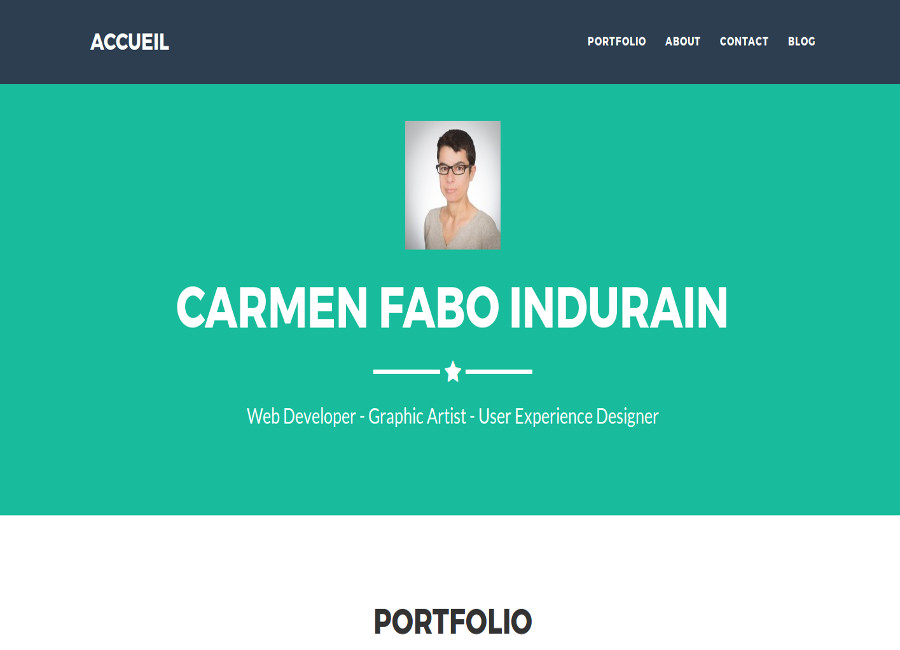 ACCUEIL
PORTFOLIO ABOUT CONTACT BLOG
CARMEN FABO INDURAIN
Web Developer - Graphic Artist - User Experience Designer
PORTFOLIO